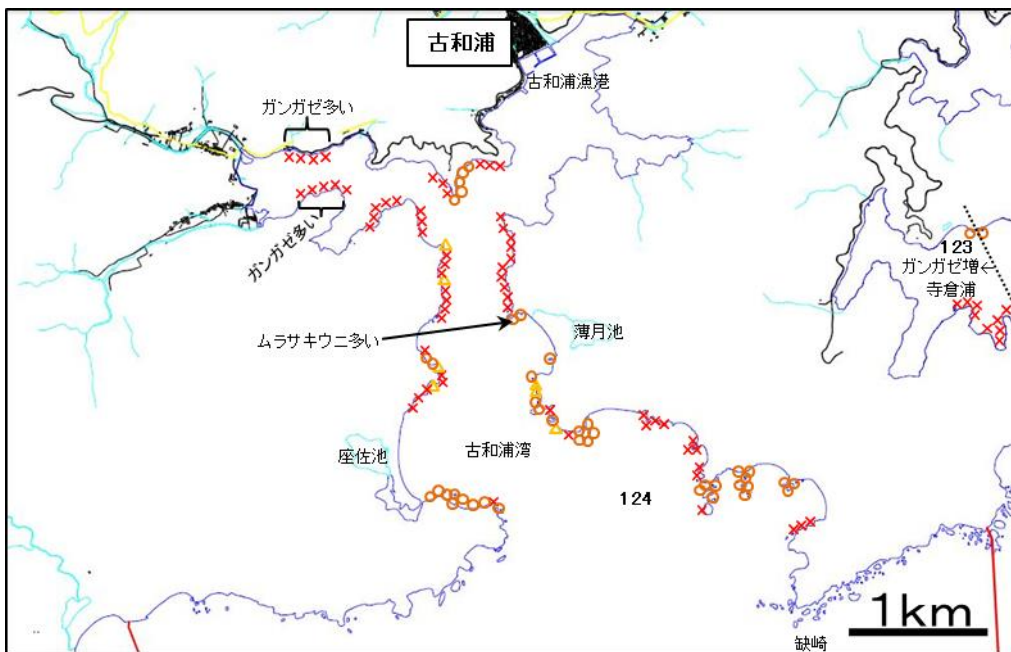 古和浦
古和浦漁港
ガンガゼ多い
ガンガゼ多い
123
ガンガゼ増←
寺倉浦
ムラサキウニ多い
薄月池
座佐池
古和浦湾
124
1km
缺崎